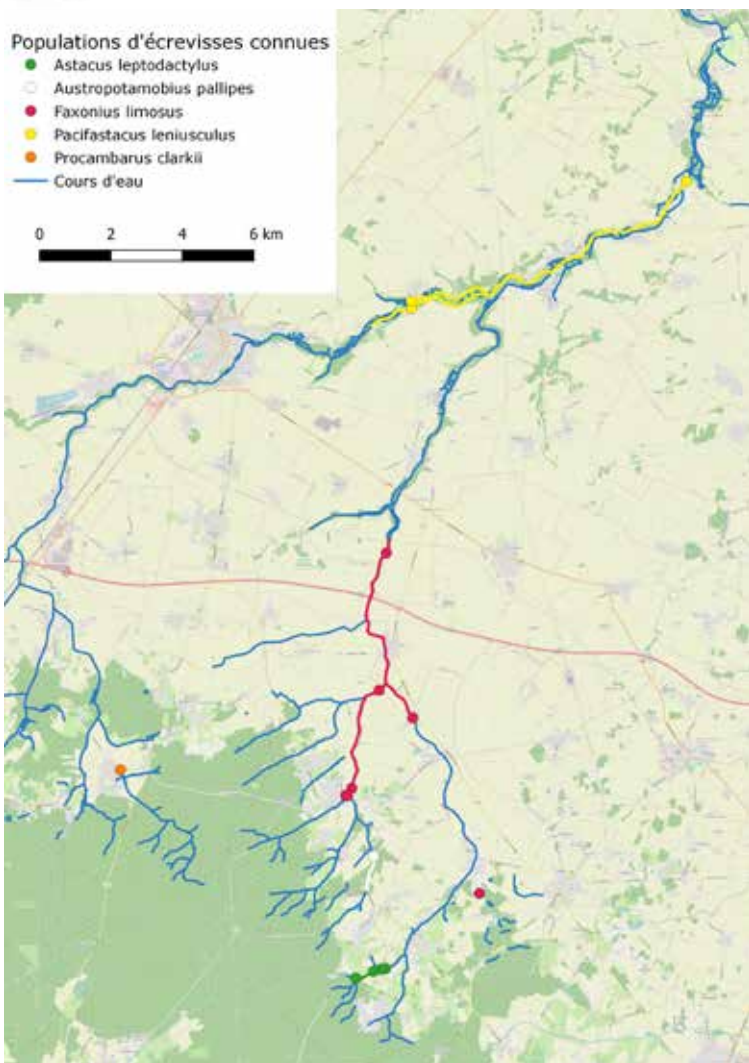 Populations d'écrevisses connues
Astacus leptodactylus
Austropotamobius pallipes
Faxonius limosus
Pacifastacus leniusculus
Procambarus clarkii
Cours d'eau
0 2 4 6 km